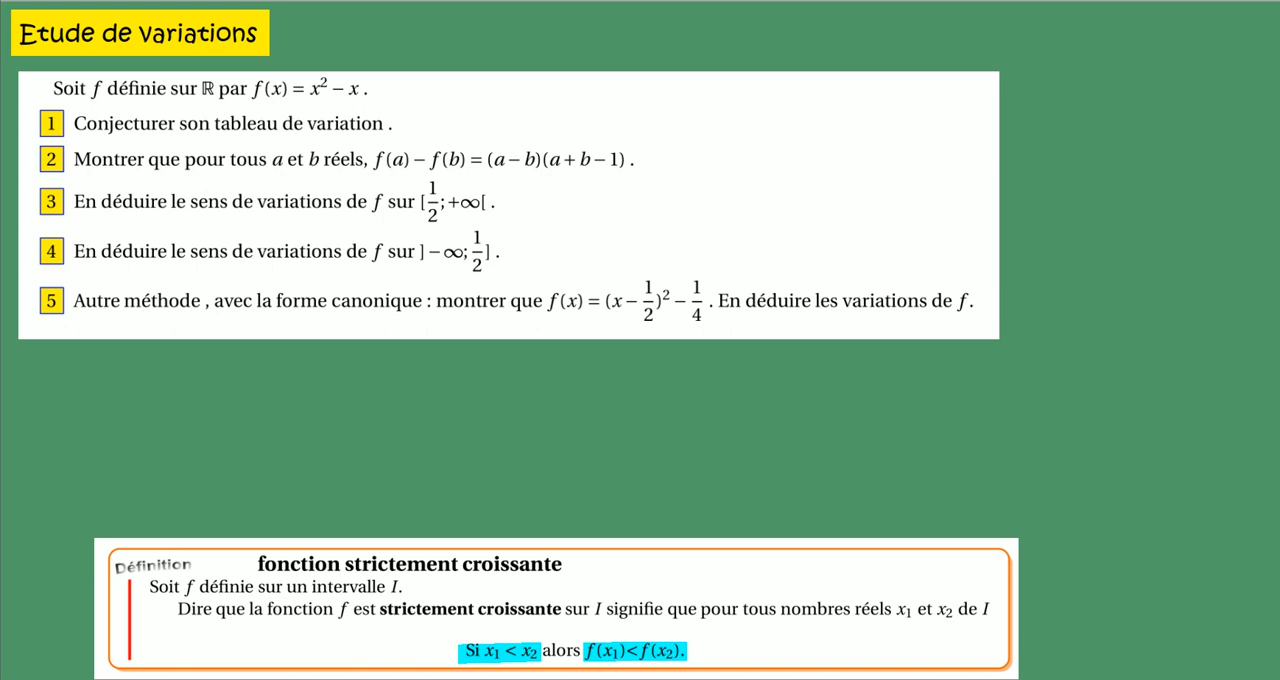 Etude de variations
Soit f définie sur ℝ par f(x) = x² − x .
1 Conjecturer son tableau de variation .
2 Montrer que pour tous a et b réels, f(a) − f(b) = (a − b)(a + b − 1) .
3 En déduire le sens de variations de f sur [1/2; +∞[ .
4 En déduire le sens de variations de f sur ] − ∞; 1/2] .
5 Autre méthode , avec la forme canonique : montrer que f(x) = (x − 1/2)² − 1/4 . En déduire les variations de f.
Définition fonction strictement croissante
Soit f définie sur un intervalle I.
Dire que la fonction f est strictement croissante sur I signifie que pour tous nombres réels x₁ et x₂ de I
Si x₁ < x₂ alors f(x₁)<f(x₂).